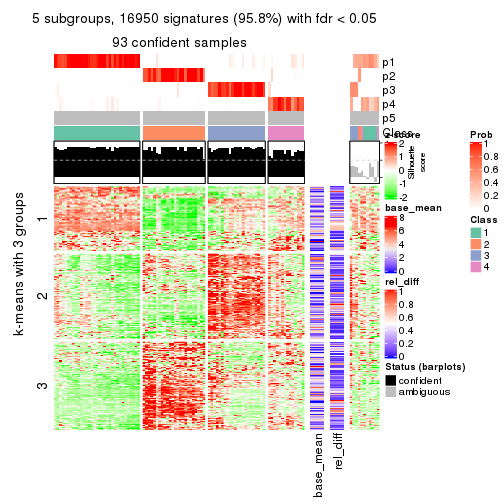 5 subgroups, 16950 signatures (95.8%) with fdr < 0.05
93 confident samples
p1
p2
p3
p4
p5
Class
Silhouette
score
k-means with 3 groups
1
2
3
base_mean
rel_diff
z-score
2
1
0
-1
-2
base_mean
8
6
4
2
0
rel_diff
1
0.8
0.6
0.4
0.2
0
Status (barplots)
confident
ambiguous
Prob
1
0.8
0.6
0.4
0.2
0
Class
1
2
3
4